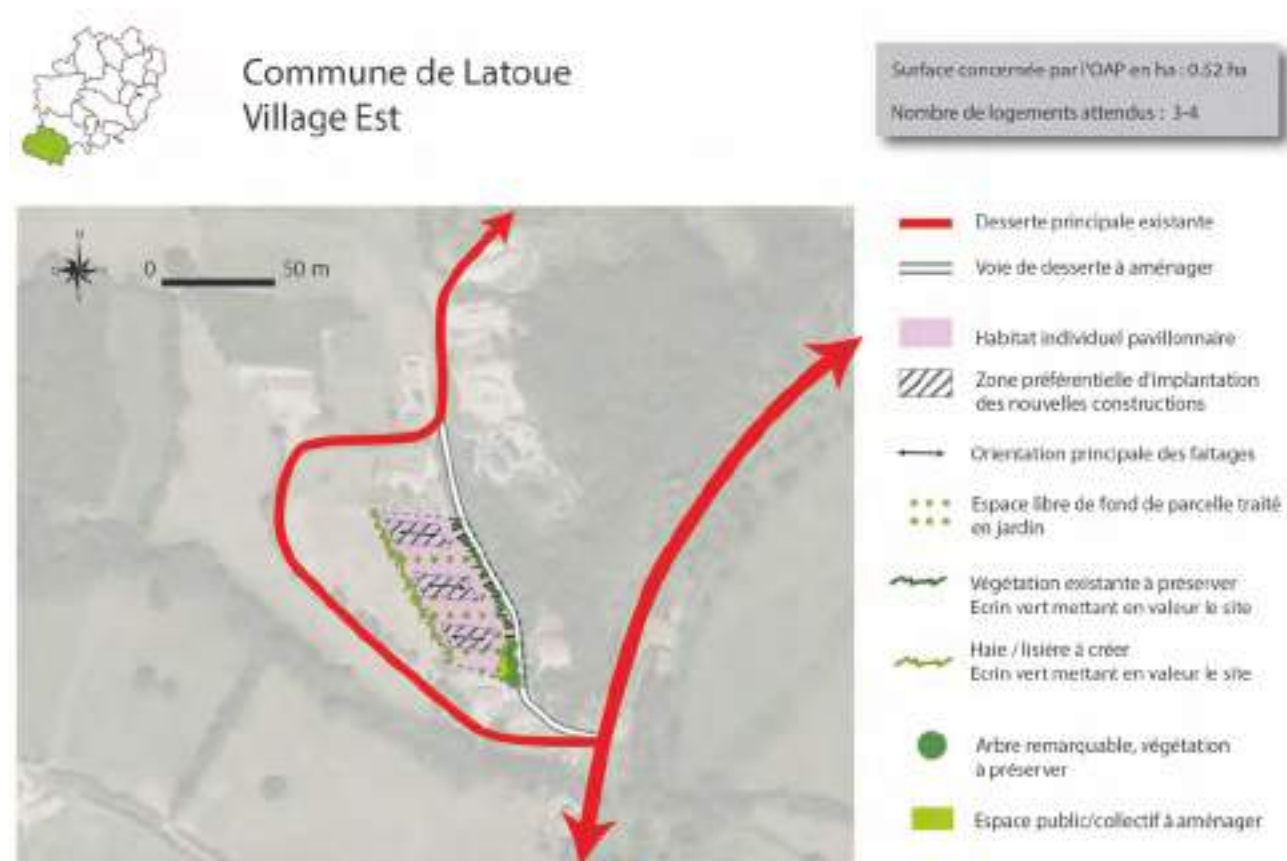 Commune de Latoue
Village Est
Surface concernée par l'OAP en ha : 0.52 ha
Nombre de logements attendus : 3-4
0 50 m
Desserte principale existante
Voie de desserte à aménager
Habitat individuel pavillonnaire
Zone préférentielle d'implantation
des nouvelles constructions
Orientation principale des faîtages
Espace libre de fond de parcelle traité
en jardin
Végétation existante à préserver
Ecrin vert mettant en valeur le site
Haie / lisière à créer
Ecrin vert mettant en valeur le site
Arbre remarquable, végétation
à préserver
Espace public/collectif à aménager